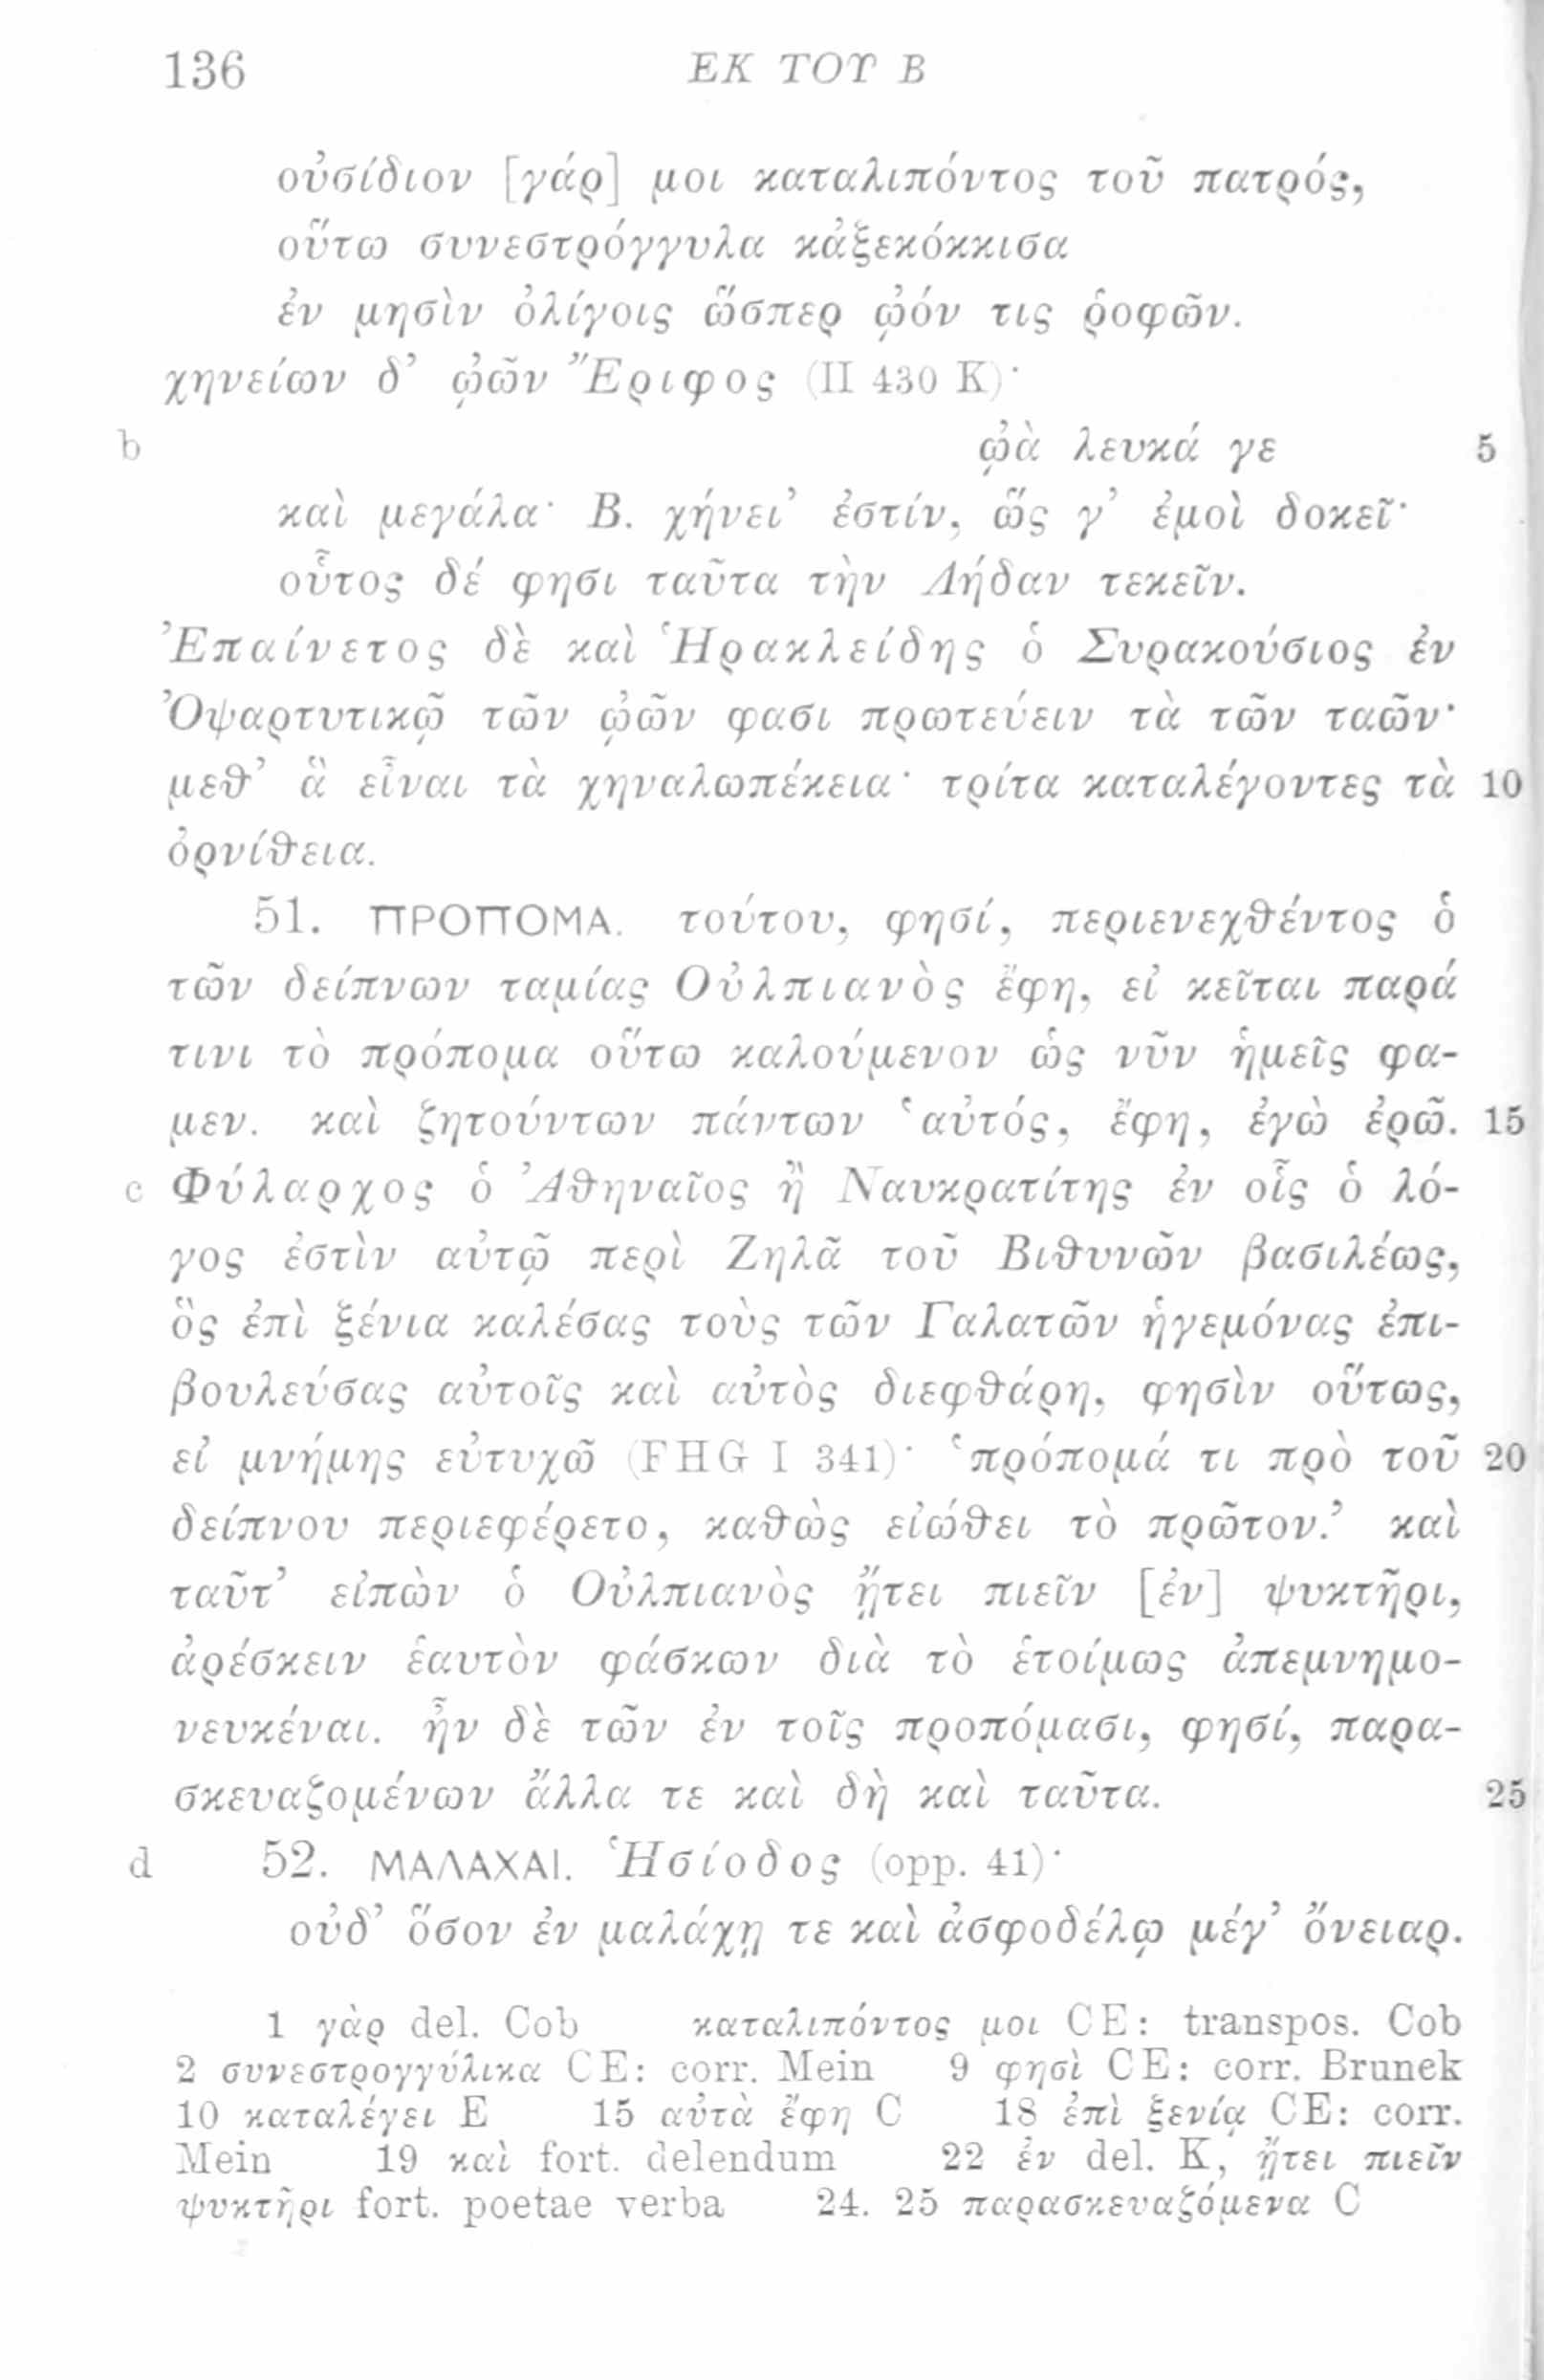 136 ΕΚ ΤΟΥ Β
οὐσίδιον [γάρ] μοι καταλιπόντος τοῦ πατρός,
οὕτω συνεστρόγγυλα κἀξεκόκκισα
ἐν μησὶν ὀλίγοις ὥσπερ ᾠόν τις ῥοφῶν.
χηνείων δ’ ᾠῶν Ἔριφος (II 430 K)·
b ᾠὰ λευκά γε 5
καὶ μεγάλα· Β. χήνει’ ἐστίν, ὥς γ’ ἐμοὶ δοκεῖ·
οὗτος δέ φησι ταῦτα τὴν Λήδαν τεκεῖν.
Ἐπαίνετος δὲ καὶ Ἡρακλείδης ὁ Συρακούσιος ἐν
Ὀψαρτυτικῷ τῶν ᾠῶν φασι πρωτεύειν τὰ τῶν ταῶν·
μεθ’ ἃ εἶναι τὰ χηναλωπέκεια· τρίτα καταλέγοντες τὰ 10
ὀρνίθεια.
51. ΠΡΟΠΟΜΑ. τούτου, φησί, περιενεχθέντος ὁ
τῶν δείπνων ταμίας Οὐλπιανὸς ἔφη, εἰ κεῖται παρά
τινι τὸ πρόπομα οὕτω καλούμενον ὡς νῦν ἡμεῖς φα-
μεν. καὶ ζητούντων πάντων ‘αὐτός, ἔφη, ἐγὼ ἐρῶ. 15
c Φύλαρχος ὁ Ἀθηναῖος ἢ Ναυκρατίτης ἐν οἷς ὁ λό-
γος ἐστὶν αὐτῷ περὶ Ζηλᾶ τοῦ Βιθυνῶν βασιλέως,
ὃς ἐπὶ ξένια καλέσας τοὺς τῶν Γαλατῶν ἡγεμόνας ἐπι-
βουλεύσας αὐτοῖς καὶ αὐτὸς διεφθάρη, φησὶν οὕτως,
εἰ μνήμης εὐτυχῶ (FHG I 341)· ‘πρόπομά τι πρὸ τοῦ 20
δείπνου περιεφέρετο, καθὼς εἰώθει τὸ πρῶτον.’ καὶ
ταῦτ’ εἰπὼν ὁ Οὐλπιανὸς ᾔτει πιεῖν [ἐν] ψυκτῆρι,
ἀρέσκειν ἑαυτὸν φάσκων διὰ τὸ ἑτοίμως ἀπεμνημο-
νευκέναι. ἦν δὲ τῶν ἐν τοῖς προπόμασι, φησί, παρα-
σκευαζομένων ἄλλα τε καὶ δὴ καὶ ταῦτα. 25
d 52. ΜΑΛΑΧΑΙ. Ἡσίοδος (opp. 41)·
οὐδ’ ὅσον ἐν μαλάχῃ τε καὶ ἀσφοδέλῳ μέγ’ ὄνειαρ.
1 γὰρ del. Cob καταλιπόντος μοι CE: transpos. Cob
2 συνεστρογγύλικα CE: corr. Mein 9 φησὶ CE: corr. Brunek
10 καταλέγει E 15 αὐτὰ ἔφη C 18 ἐπὶ ξενίᾳ CE: corr.
Mein 19 καὶ fort. delendum 22 ἐν del. K, ᾔτει πιεῖν
ψυκτῆρι fort. poetae verba 24. 25 παρασκευαζόμενα C